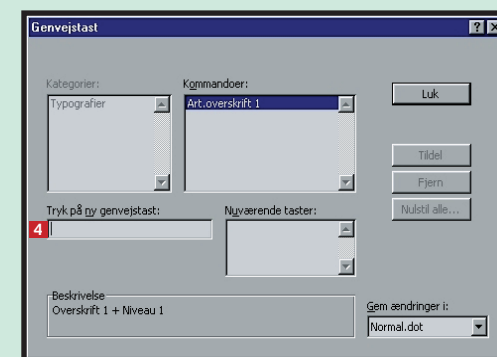 Genvejstast
Kategorier:
Typografier
Kommandoer:
Art.overskrift 1
Luk
Tildel
Fjern
Nulstil alle...
Tryk på ny genvejstast:
4
Nuværende taster:
Beskrivelse
Overskrift 1 + Niveau 1
Gem ændringer i:
Normal.dot